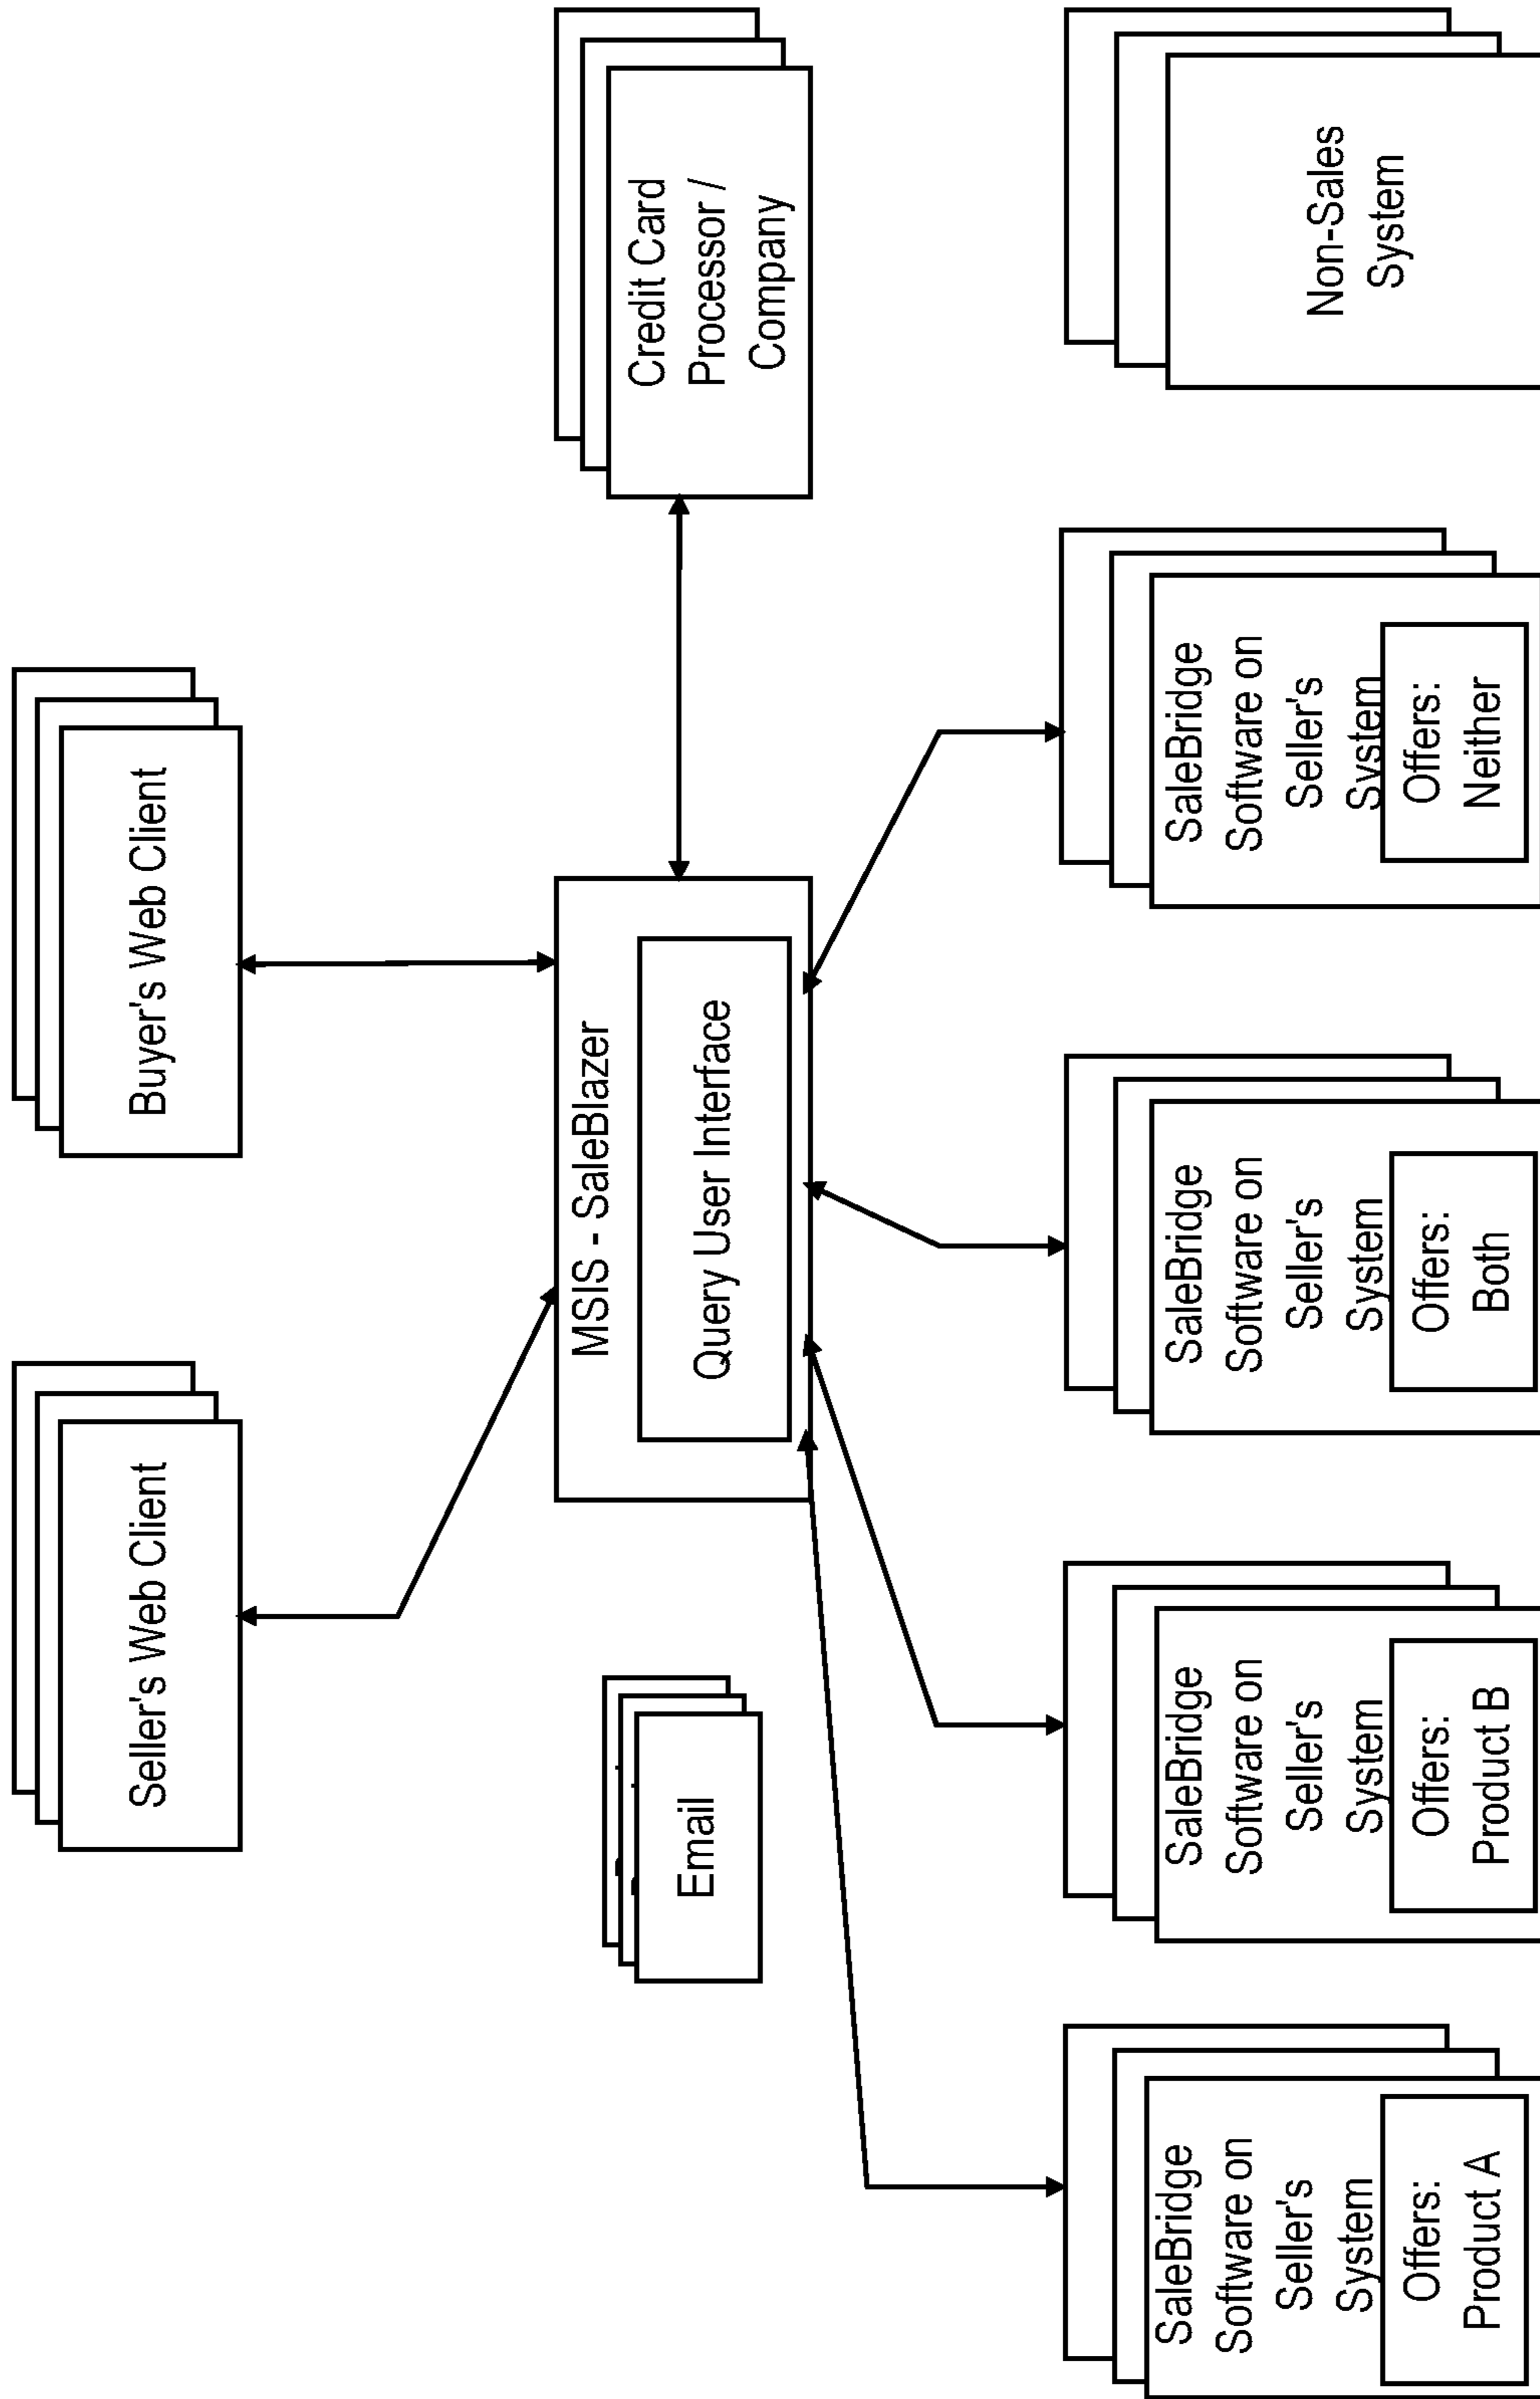 Seller's Web Client
Buyer's Web Client
MSIS - SaleBlazer
Query User Interface
Credit Card
Processor /
Company
Email
SaleBridge
Software on
Seller's
System
Offers:
Product A
SaleBridge
Software on
Seller's
System
Offers:
Product B
SaleBridge
Software on
Seller's
System
Offers:
Both
SaleBridge
Software on
Seller's
System
Offers:
Neither
Non-Sales
System